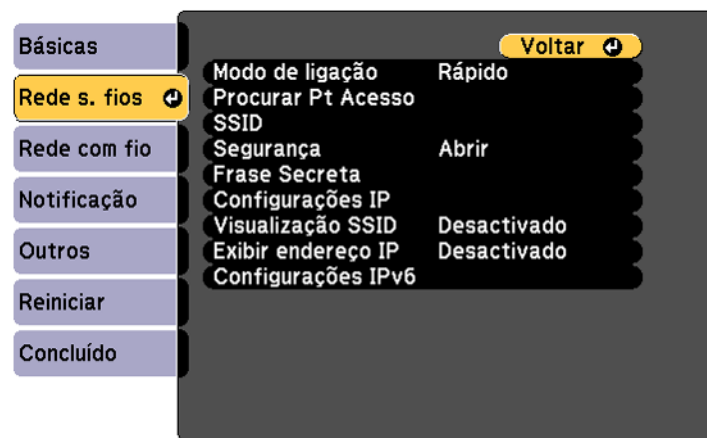 Básicas
Rede s. fios
Rede com fio
Notificação
Outros
Reiniciar
Concluído
Voltar
Modo de ligação Rápido
Procurar Pt Acesso
SSID
Segurança Abrir
Frase Secreta
Configurações IP
Visualização SSID Desactivado
Exibir endereço IP Desactivado
Configurações IPv6